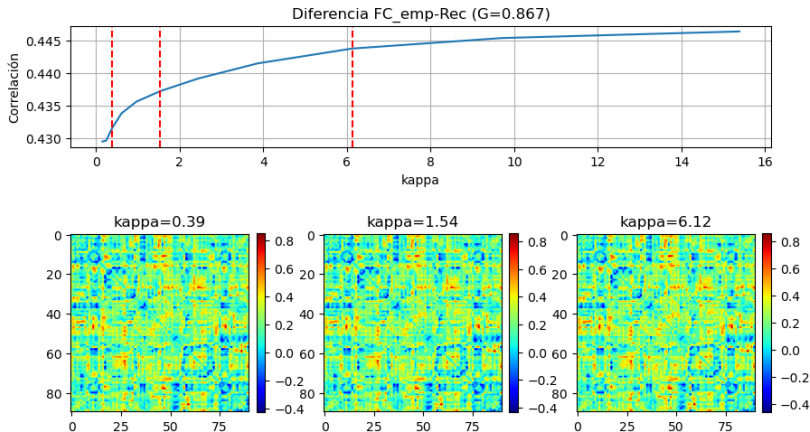 Diferencia FC_emp-Rec (G=0.867)
Correlación
0.445
0.440
0.435
0.430
0 2 4 6 8 10 12 14 16
kappa
kappa=0.39 kappa=1.54 kappa=6.12
0 20 40 60 80
0 25 50 75
0.8 0.6 0.4 0.2 0.0 −0.2 −0.4
0 20 40 60 80
0 25 50 75
0.8 0.6 0.4 0.2 0.0 −0.2 −0.4
0 20 40 60 80
0 25 50 75
0.8 0.6 0.4 0.2 0.0 −0.2 −0.4